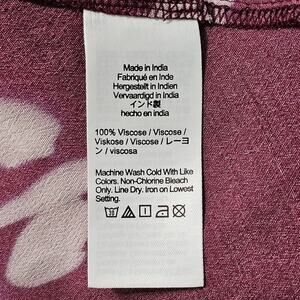 Made in India
Fabriqué en Inde
Hergestellt in Indien
Vervaardigd in Indien
インド製
hecho en india
100% Viscose / Viscose /
Viskose / Viscose / レーヨ
ン / viscosa
Machine Wash Cold With Like
Colors. Non-Chlorine Bleach
Only. Line Dry. Iron on Lowest
Setting.